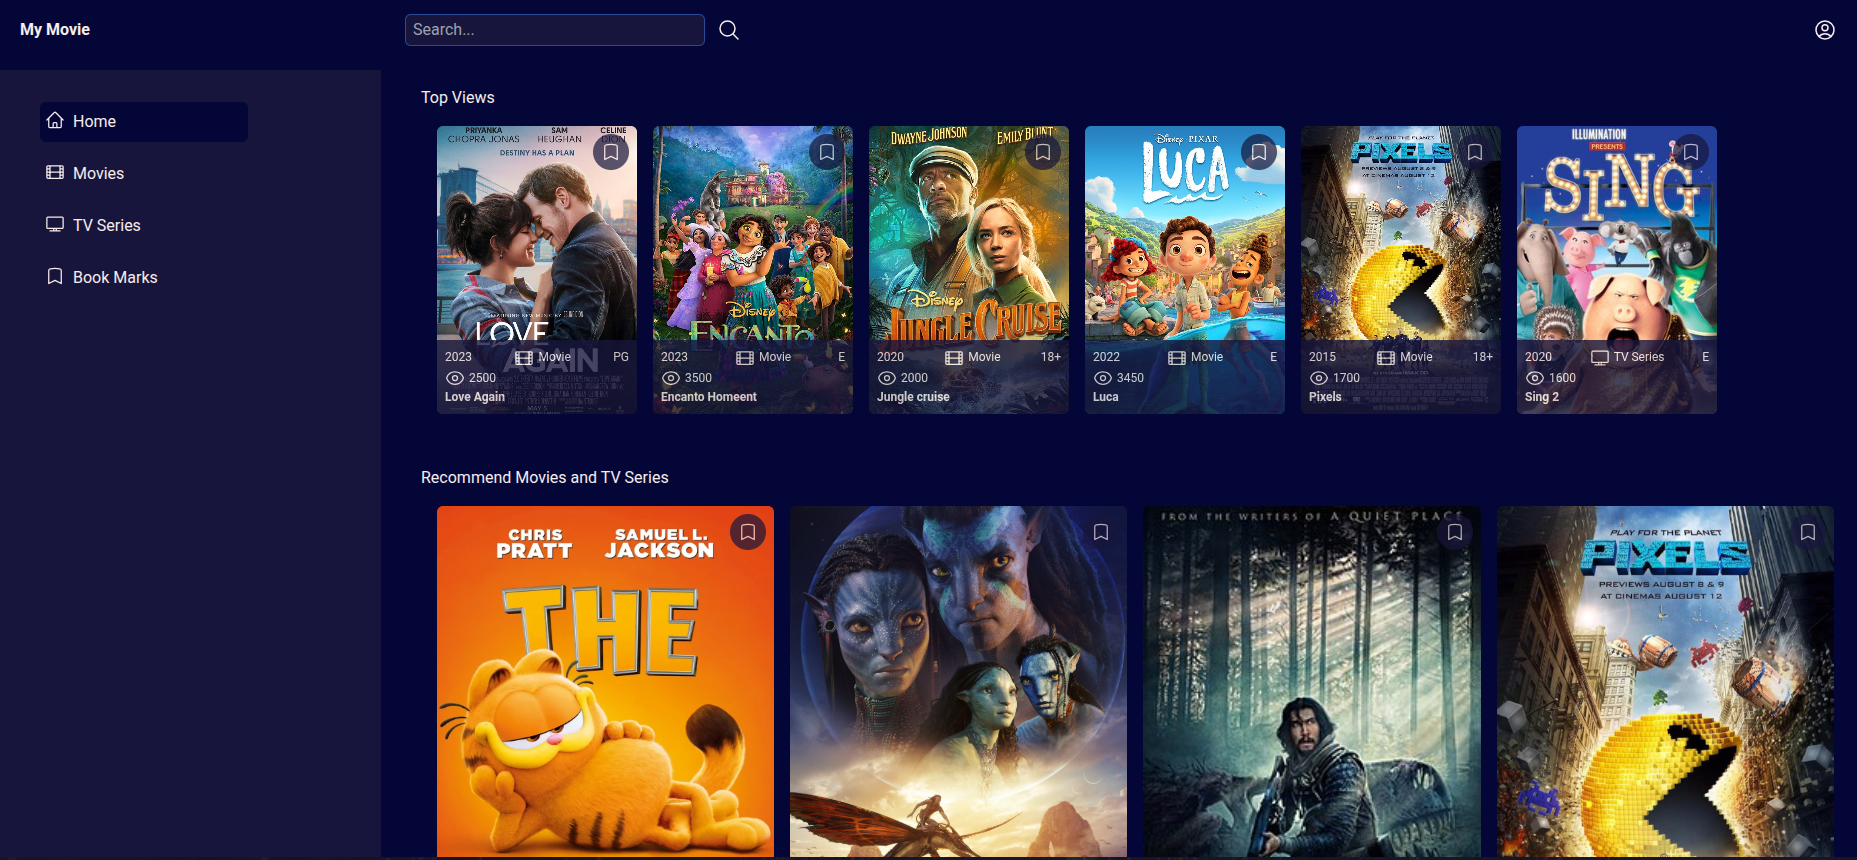 My Movie
Search...
Home
Movies
TV Series
Book Marks
Top Views
PRIYANKA
CHOPRA JONAS
SAM
HEUGHAN
CELINE
DION
DESTINY HAS A PLAN
LOVE
AGAIN
MAY 5
2023 Movie PG
2500
Love Again
Disney
ENCANTO
2023 Movie E
3500
Encanto Homeent
DWAYNE JOHNSON EMILY BLUNT
Disney
JUNGLE CRUISE
2020 Movie 18+
2000
Jungle cruise
Disney PIXAR
LUCA
2022 Movie E
3450
Luca
PLAY FOR THE PLANET
PIXELS
PREVIEWS AUGUST 8 & 9
AT CINEMAS AUGUST 12
2015 Movie 18+
1700
Pixels
ILLUMINATION
PRESENTS
SING
2020 TV Series E
1600
Sing 2
Recommend Movies and TV Series
CHRIS
PRATT
SAMUEL L.
JACKSON
THE
FROM THE WRITERS OF A QUIET PLACE
PLAY FOR THE PLANET
PIXELS
PREVIEWS AUGUST 8 & 9
AT CINEMAS AUGUST 12